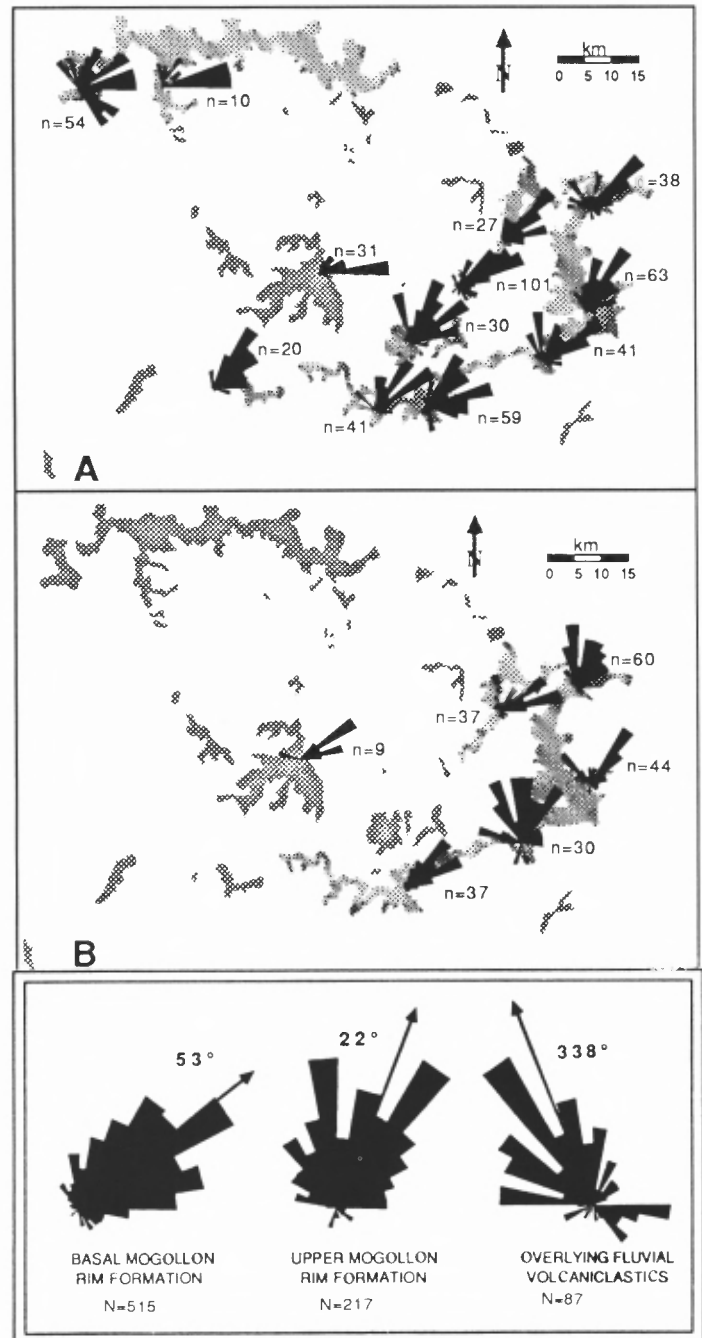 N
km
0 5 10 15
n=54
n=10
=38
n=27
n=31
n=63
n=101
n=30
n=20
n=41
n=41
n=59
A
N
km
0 5 10 15
n=60
n=37
n=9
n=44
n=30
n=37
B
53° 22° 338°
BASAL MOGOLLON
RIM FORMATION
N=515
UPPER MOGOLLON
RIM FORMATION
N=217
OVERLYING FLUVIAL
VOLCANICLASTICS
N=87